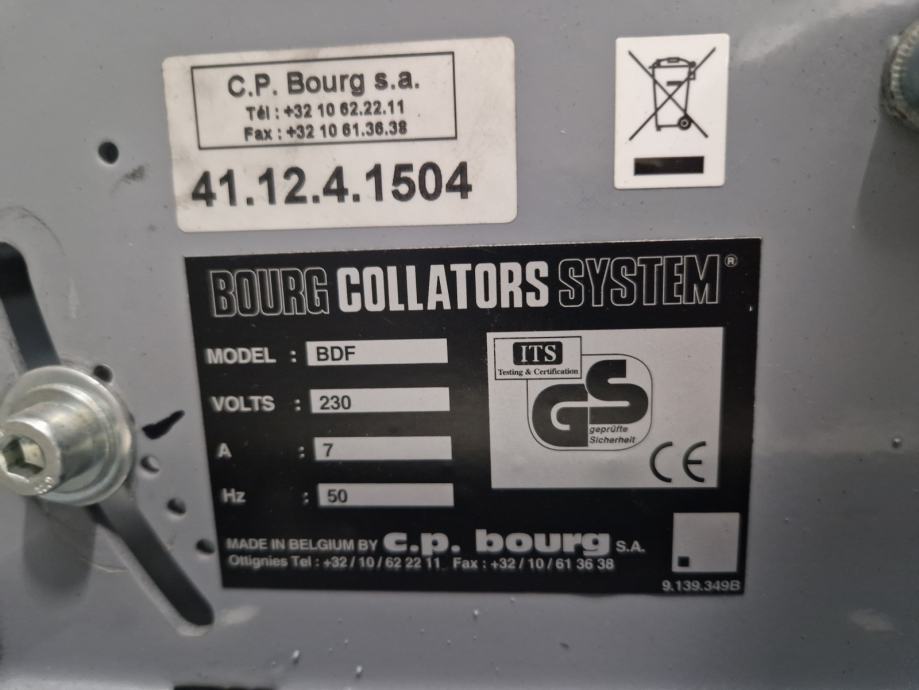 C.P. Bourg s.a.
Tél : +32 10 62.22.11
Fax : +32 10 61.36.38
41.12.4.1504
BOURG COLLATORS SYSTEM®
MODEL : BDF
VOLTS : 230
A : 7
Hz : 50
ITS
Testing & Certification
GS
geprüfte
Sicherheit
CE
MADE IN BELGIUM BY c.p. bourg S.A.
Ottignies Tel : +32 / 10 / 62 22 11 Fax : +32 / 10 / 61 36 38
9.139.349B